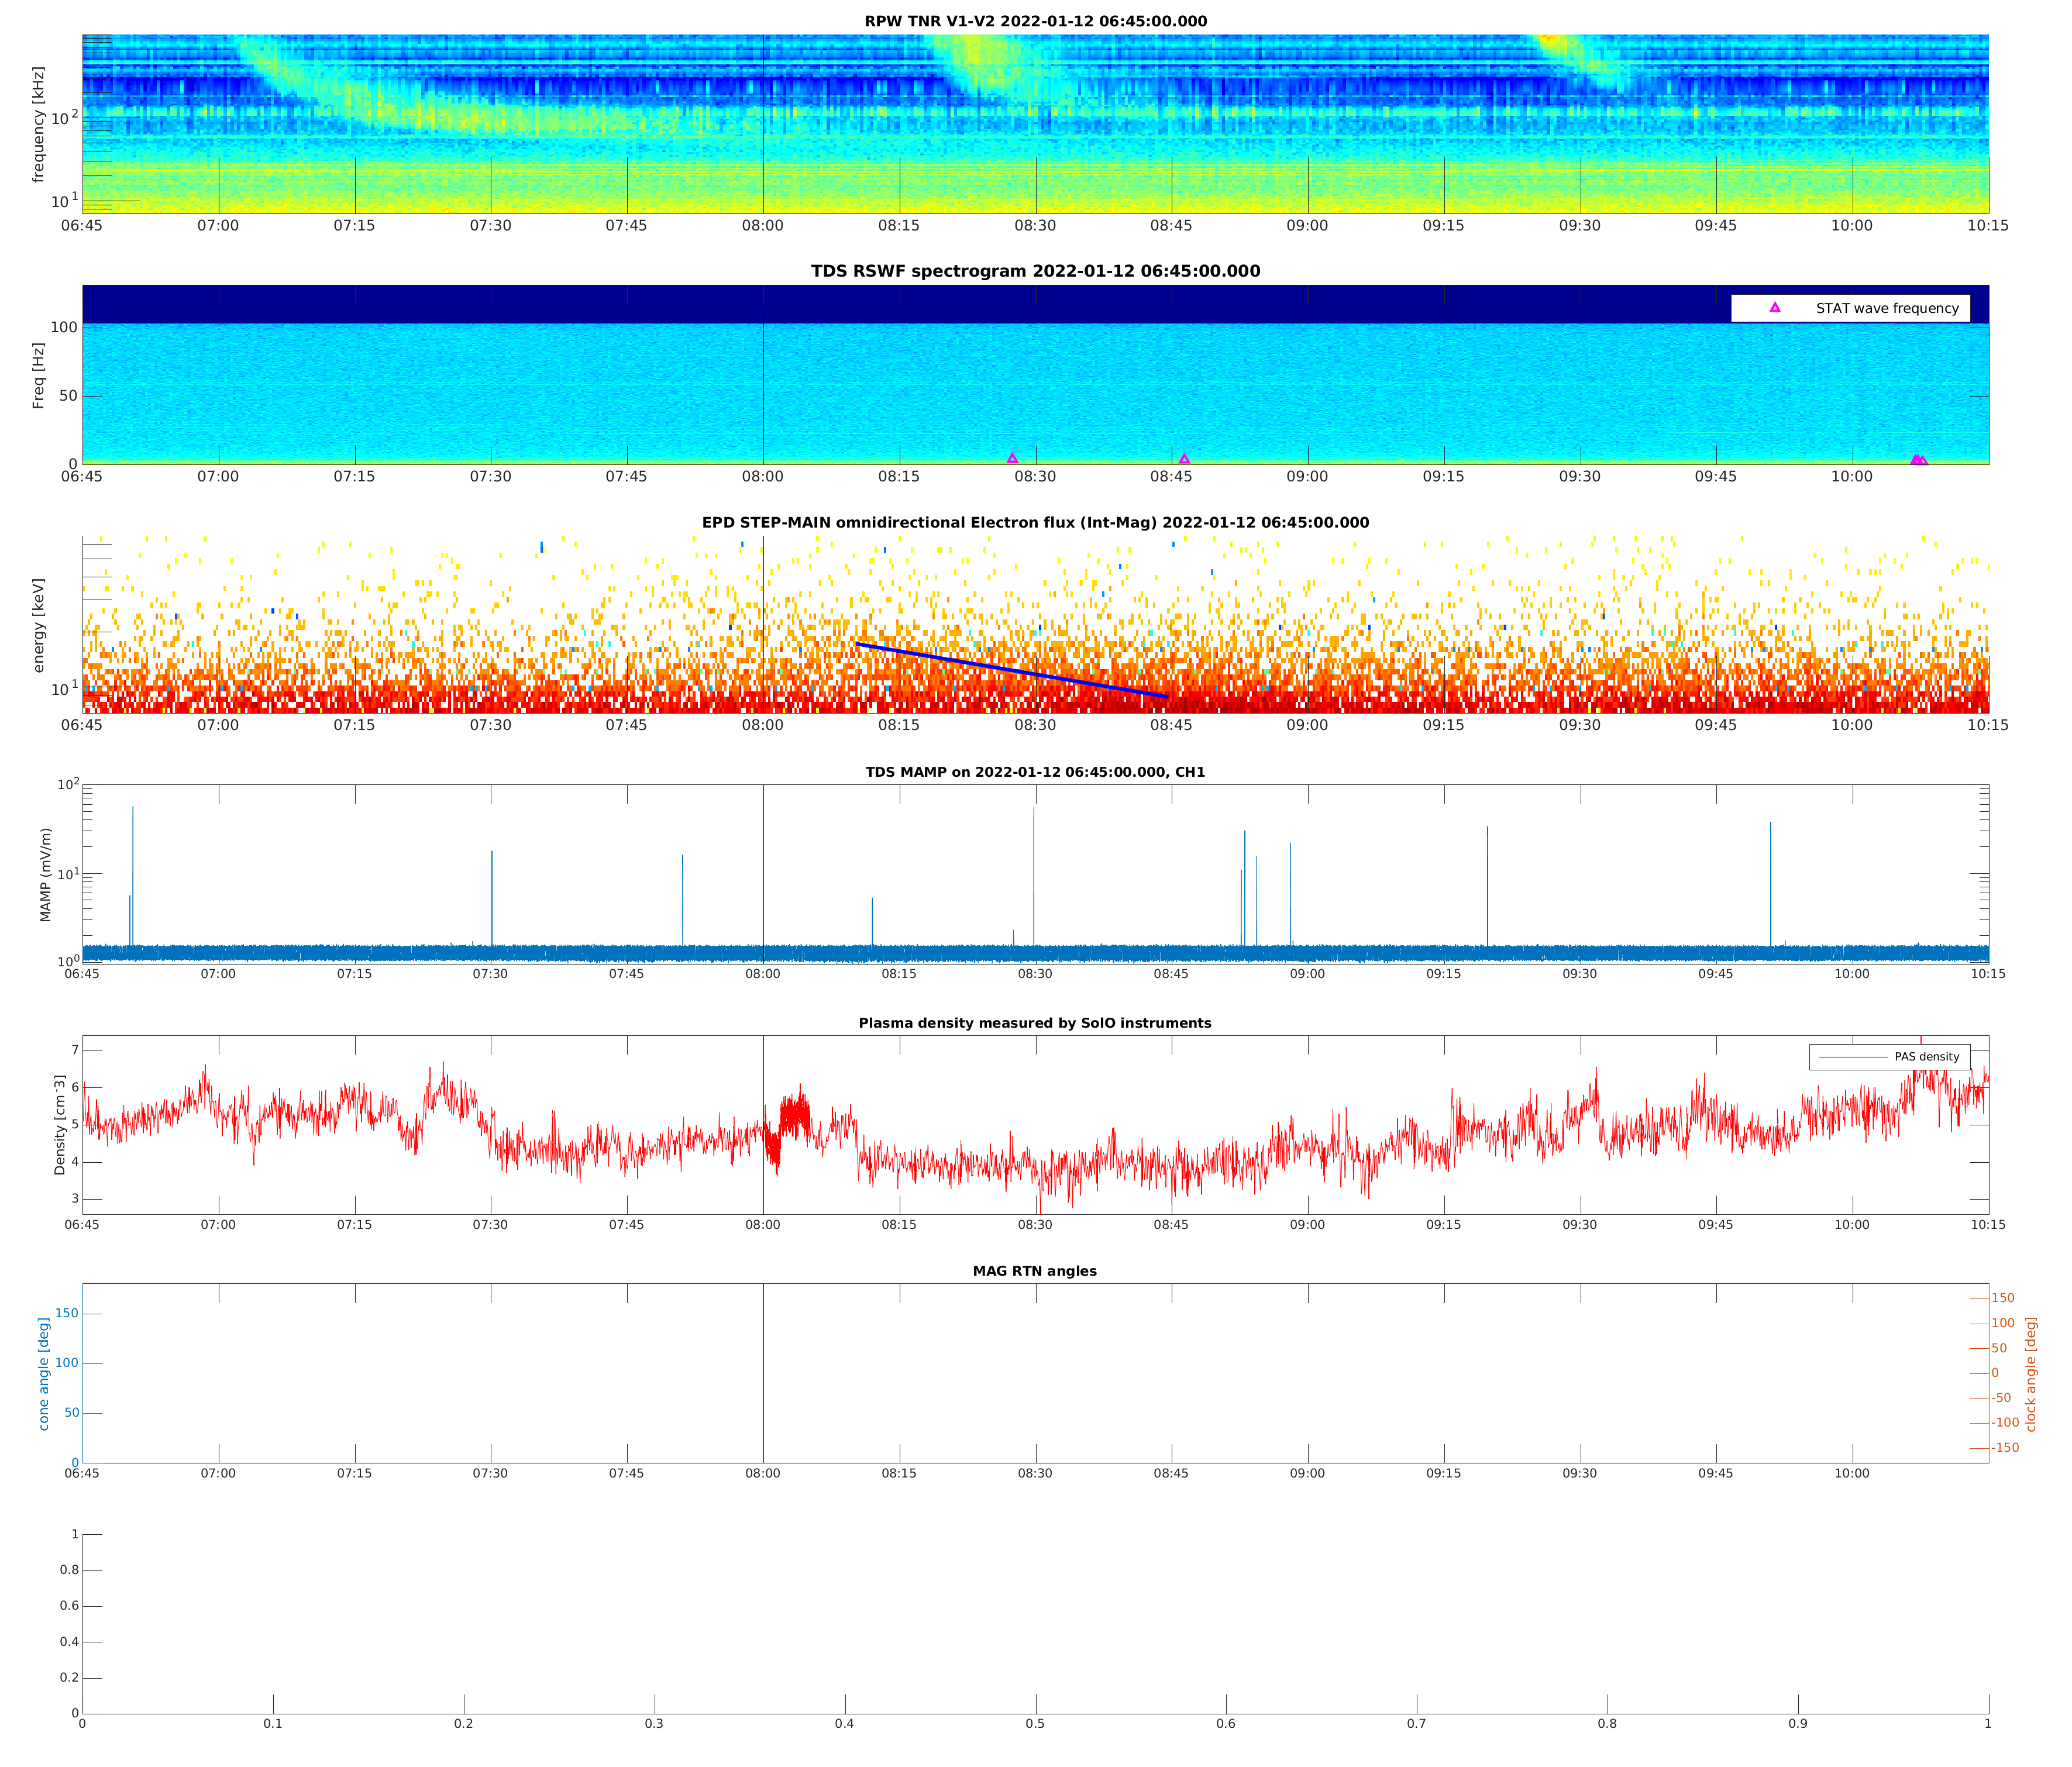 RPW TNR V1-V2 2022-01-12 06:45:00.000
frequency [kHz]
10^2
10^1
06:45 07:00 07:15 07:30 07:45 08:00 08:15 08:30 08:45 09:00 09:15 09:30 09:45 10:00 10:15
TDS RSWF spectrogram 2022-01-12 06:45:00.000
STAT wave frequency
Freq [Hz]
100
50
0
06:45 07:00 07:15 07:30 07:45 08:00 08:15 08:30 08:45 09:00 09:15 09:30 09:45 10:00 10:15
EPD STEP-MAIN omnidirectional Electron flux (Int-Mag) 2022-01-12 06:45:00.000
energy [keV]
10^1
06:45 07:00 07:15 07:30 07:45 08:00 08:15 08:30 08:45 09:00 09:15 09:30 09:45 10:00 10:15
TDS MAMP on 2022-01-12 06:45:00.000, CH1
MAMP (mV/m)
10^2
10^1
10^0
06:45 07:00 07:15 07:30 07:45 08:00 08:15 08:30 08:45 09:00 09:15 09:30 09:45 10:00 10:15
Plasma density measured by SolO instruments
PAS density
Density [cm^-3]
7
6
5
4
3
06:45 07:00 07:15 07:30 07:45 08:00 08:15 08:30 08:45 09:00 09:15 09:30 09:45 10:00 10:15
MAG RTN angles
cone angle [deg]
150
100
50
0
clock angle [deg]
150
100
50
0
-50
-100
-150
06:45 07:00 07:15 07:30 07:45 08:00 08:15 08:30 08:45 09:00 09:15 09:30 09:45 10:00
1
0.8
0.6
0.4
0.2
0
0 0.1 0.2 0.3 0.4 0.5 0.6 0.7 0.8 0.9 1